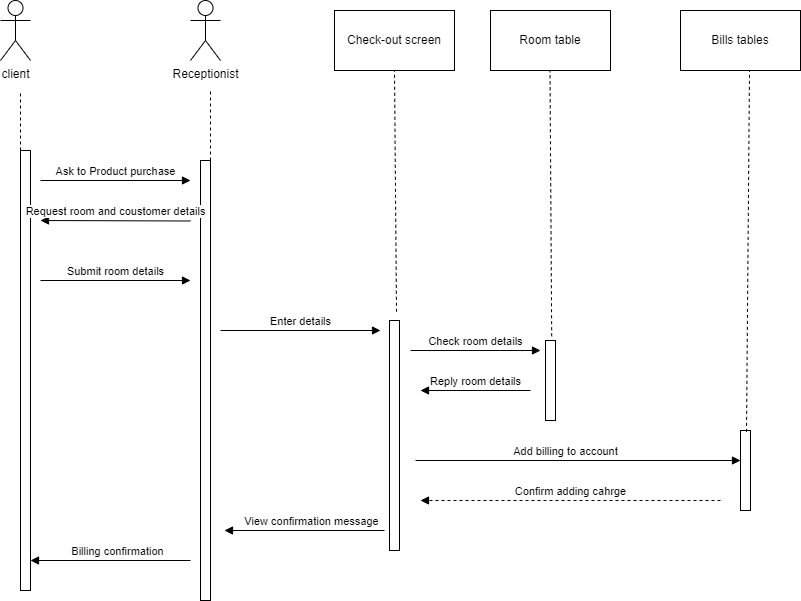 client
Receptionist
Check-out screen
Room table
Bills tables
Ask to Product purchase
Request room and coustomer details
Submit room details
Enter details
Check room details
Reply room details
Add billing to account
Confirm adding cahrge
View confirmation message
Billing confirmation